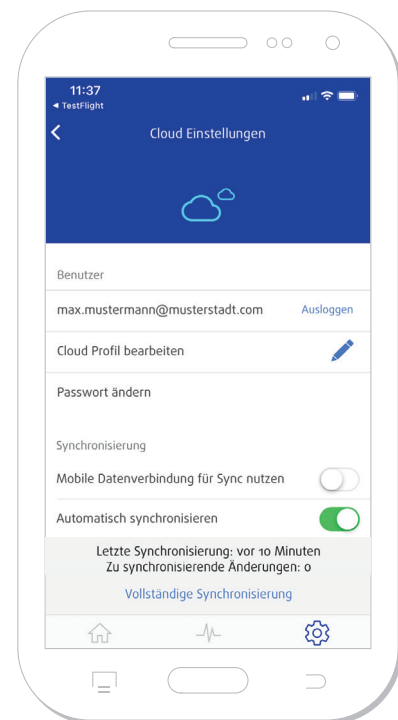 11:37
◀ TestFlight
Cloud Einstellungen
Benutzer
max.mustermann@musterstadt.com Ausloggen
Cloud Profil bearbeiten
Passwort ändern
Synchronisierung
Mobile Datenverbindung für Sync nutzen
Automatisch synchronisieren
Letzte Synchronisierung: vor 10 Minuten
Zu synchronisierende Änderungen: 0
Vollständige Synchronisierung